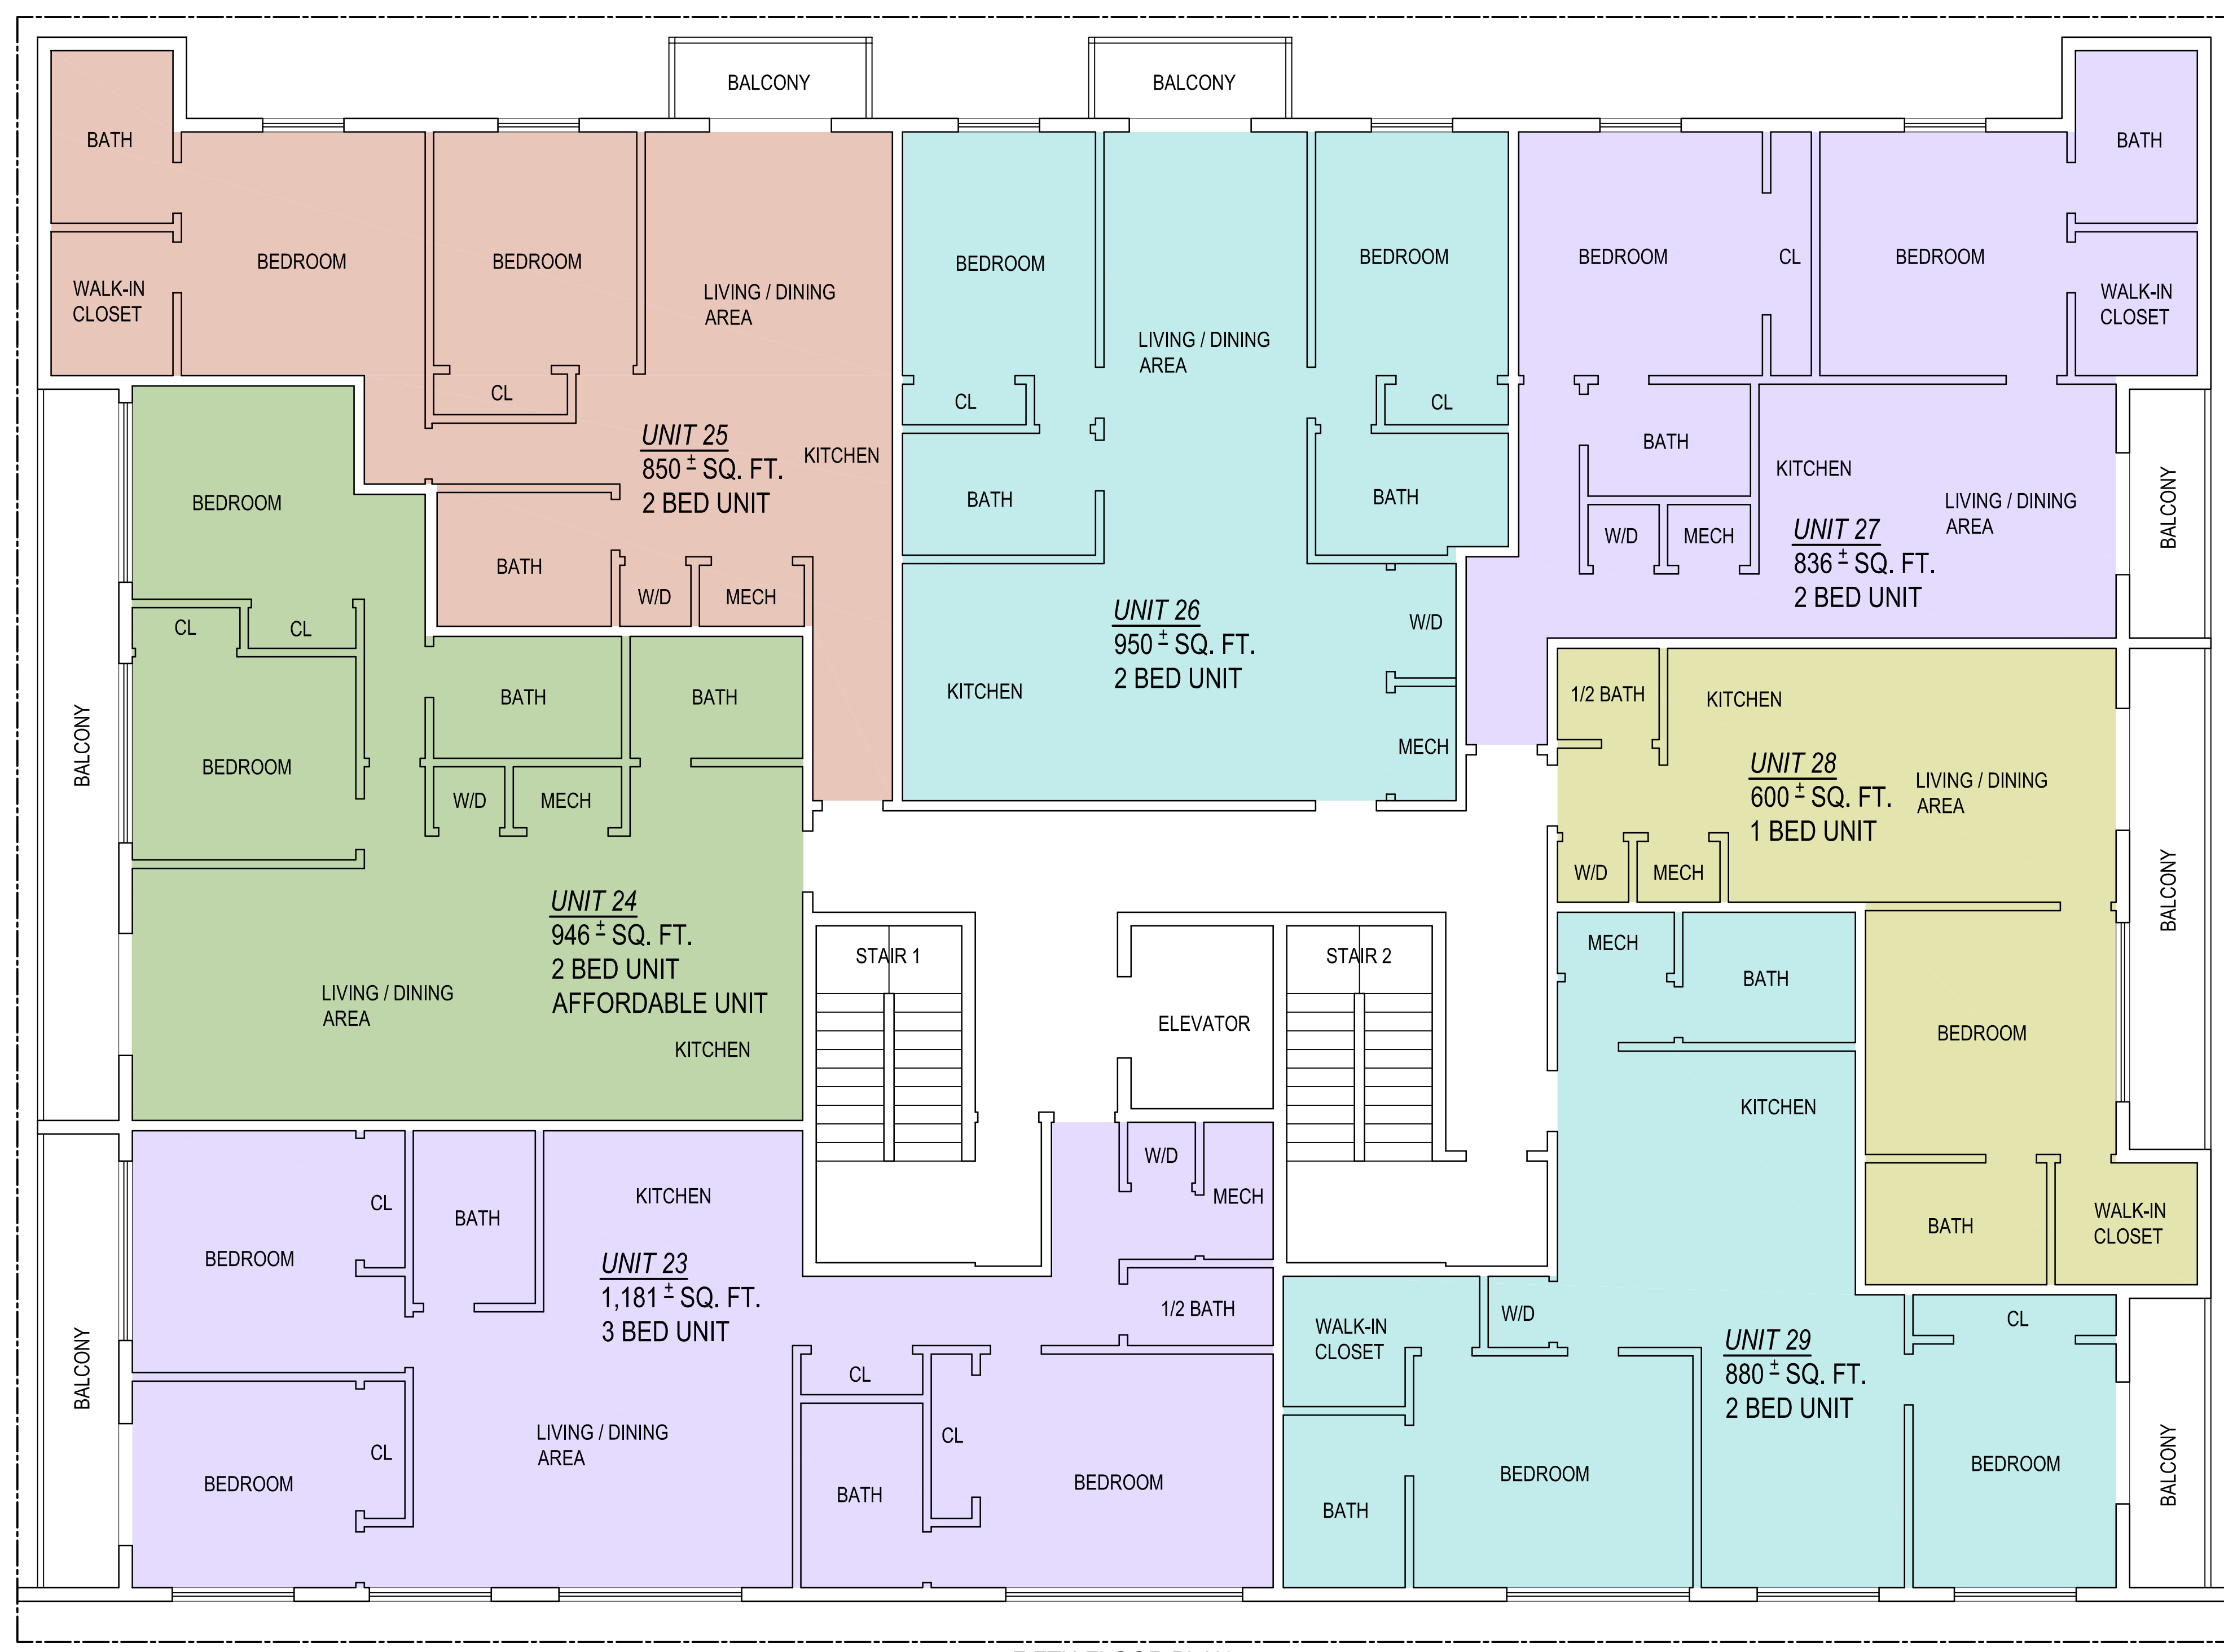 BALCONY
BALCONY
BATH
BATH
WALK-IN
CLOSET
BEDROOM
BEDROOM
LIVING / DINING
AREA
CL
UNIT 25
850 ± SQ. FT.
2 BED UNIT
KITCHEN
BATH
W/D
MECH
BEDROOM
LIVING / DINING
AREA
BEDROOM
CL
CL
BATH
BATH
UNIT 26
950 ± SQ. FT.
2 BED UNIT
KITCHEN
W/D
MECH
BEDROOM
CL
BEDROOM
WALK-IN
CLOSET
BATH
KITCHEN
LIVING / DINING
AREA
W/D
MECH
UNIT 27
836 ± SQ. FT.
2 BED UNIT
BALCONY
BEDROOM
CL
CL
BALCONY
BEDROOM
BATH
BATH
W/D
MECH
UNIT 24
946 ± SQ. FT.
2 BED UNIT
AFFORDABLE UNIT
LIVING / DINING
AREA
KITCHEN
1/2 BATH
KITCHEN
UNIT 28
600 ± SQ. FT.
1 BED UNIT
LIVING / DINING
AREA
W/D
MECH
BALCONY
BEDROOM
BATH
WALK-IN
CLOSET
STAIR 1
ELEVATOR
STAIR 2
MECH
BATH
KITCHEN
BEDROOM
CL
BATH
KITCHEN
UNIT 23
1,181 ± SQ. FT.
3 BED UNIT
W/D
MECH
1/2 BATH
BALCONY
BEDROOM
CL
LIVING / DINING
AREA
CL
BATH
CL
BEDROOM
WALK-IN
CLOSET
W/D
UNIT 29
880 ± SQ. FT.
2 BED UNIT
CL
BATH
BEDROOM
BEDROOM
BALCONY